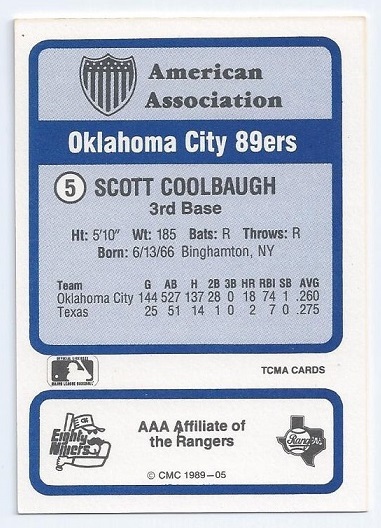 American
Association
Oklahoma City 89ers
5 SCOTT COOLBAUGH
3rd Base
Ht: 5'10" Wt: 185 Bats: R Throws: R
Born: 6/13/66 Binghamton, NY
Team G AB H 2B 3B HR RBI SB AVG
Oklahoma City 144 527 137 28 0 18 74 1 .260
Texas 25 51 14 1 0 2 7 0 .275
MAJOR LEAGUE BASEBALL
TCMA CARDS
Eighty
Niners
AAA Affiliate of
the Rangers
Rangers
© CMC 1989-05